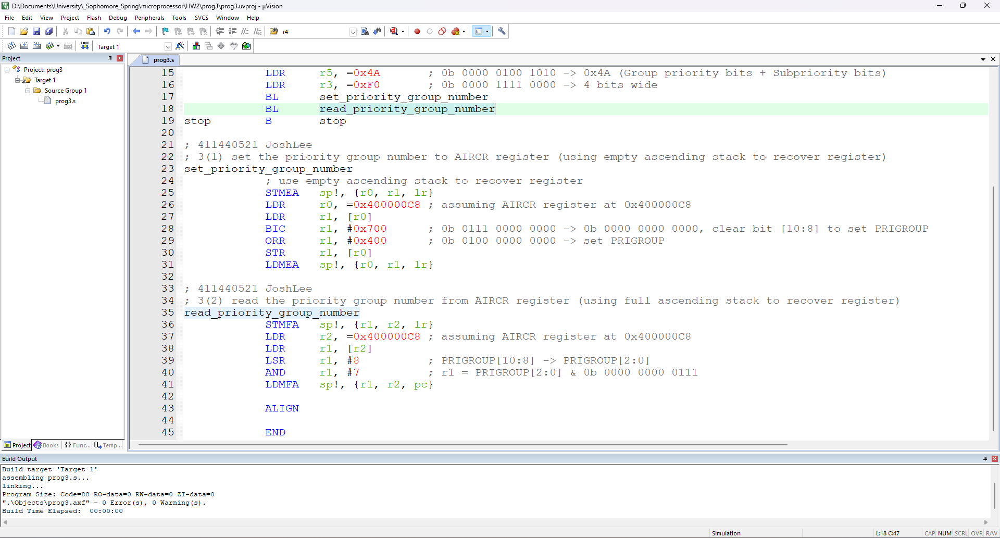 D:\Documents\University\_Sophomore_Spring\microprocessor\HW2\prog3\prog3.uvproj - µVision
File Edit View Project Flash Debug Peripherals Tools SVCS Window Help
r4
LOAD Target 1
Project
prog3.s
Project: prog3
Target 1
Source Group 1
prog3.s
15 LDR r5, =0x4A ; 0b 0000 0100 1010 -> 0x4A (Group priority bits + Subpriority bits)
16 LDR r3, =0xF0 ; 0b 0000 1111 0000 -> 4 bits wide
17 BL set_priority_group_number
18 BL read_priority_group_number
19 stop B stop
20
21 ; 411440521 JoshLee
22 ; 3(1) set the priority group number to AIRCR register (using empty ascending stack to recover register)
23 set_priority_group_number
24 ; use empty ascending stack to recover register
25 STMEA sp!, {r0, r1, lr}
26 LDR r0, =0x400000C8 ; assuming AIRCR register at 0x400000C8
27 LDR r1, [r0]
28 BIC r1, #0x700 ; 0b 0111 0000 0000 -> 0b 0000 0000 0000, clear bit [10:8] to set PRIGROUP
29 ORR r1, #0x400 ; 0b 0100 0000 0000 -> set PRIGROUP
30 STR r1, [r0]
31 LDMEA sp!, {r0, r1, lr}
32
33 ; 411440521 JoshLee
34 ; 3(2) read the priority group number from AIRCR register (using full ascending stack to recover register)
35 read_priority_group_number
36 STMFA sp!, {r1, r2, lr}
37 LDR r2, =0x400000C8 ; assuming AIRCR register at 0x400000C8
38 LDR r1, [r2]
39 LSR r1, #8 ; PRIGROUP[10:8] -> PRIGROUP[2:0]
40 AND r1, #7 ; r1 = PRIGROUP[2:0] & 0b 0000 0000 0111
41 LDMFA sp!, {r1, r2, pc}
42
43 ALIGN
44
45 END
Project Books {} Func... 0 Temp...
Build Output
Build target 'Target 1'
assembling prog3.s...
linking...
Program Size: Code=88 RO-data=0 RW-data=0 ZI-data=0
".\Objects\prog3.axf" - 0 Error(s), 0 Warning(s).
Build Time Elapsed: 00:00:00
Simulation L:18 C:47 CAP NUM SCRL OVR R/W